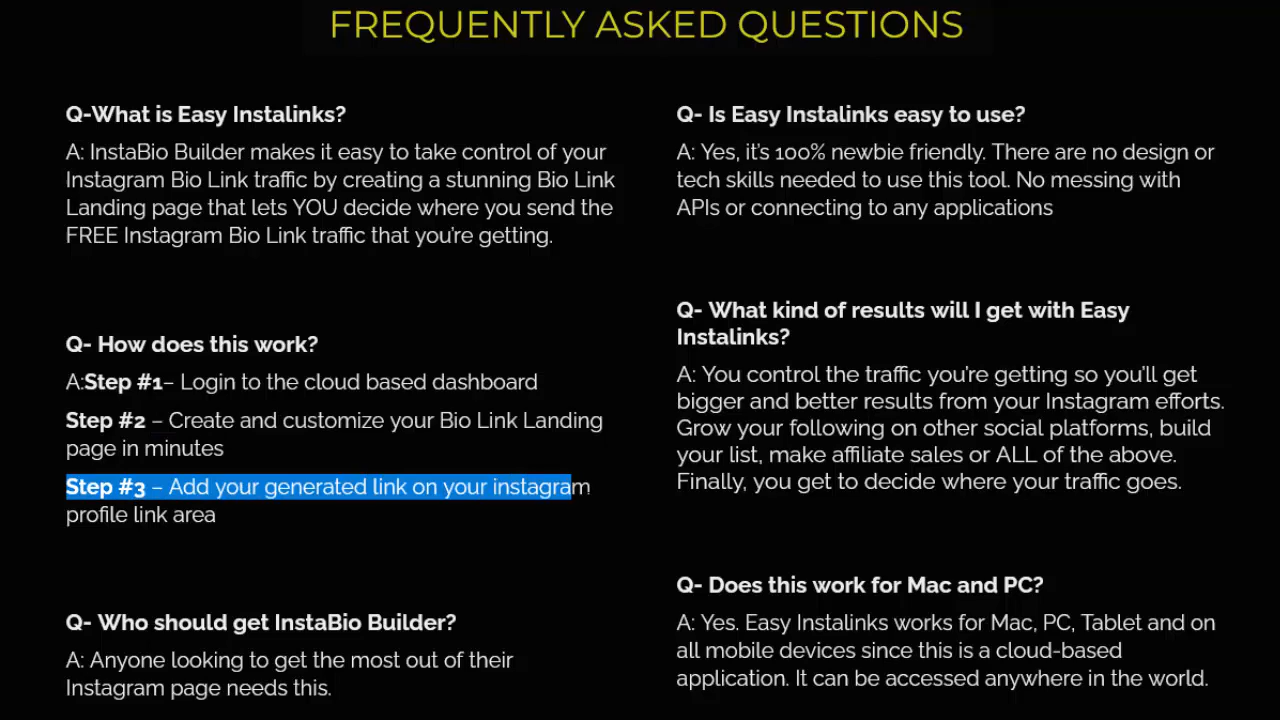 FREQUENTLY ASKED QUESTIONS
Q-What is Easy Instalinks?
A: InstaBio Builder makes it easy to take control of your
Instagram Bio Link traffic by creating a stunning Bio Link
Landing page that lets YOU decide where you send the
FREE Instagram Bio Link traffic that you're getting.
Q- How does this work?
A:Step #1– Login to the cloud based dashboard
Step #2 – Create and customize your Bio Link Landing
page in minutes
Step #3 – Add your generated link on your instagram
profile link area
Q- Who should get InstaBio Builder?
A: Anyone looking to get the most out of their
Instagram page needs this.
Q- Is Easy Instalinks easy to use?
A: Yes, it's 100% newbie friendly. There are no design or
tech skills needed to use this tool. No messing with
APIs or connecting to any applications
Q- What kind of results will I get with Easy
Instalinks?
A: You control the traffic you're getting so you'll get
bigger and better results from your Instagram efforts.
Grow your following on other social platforms, build
your list, make affiliate sales or ALL of the above.
Finally, you get to decide where your traffic goes.
Q- Does this work for Mac and PC?
A: Yes. Easy Instalinks works for Mac, PC, Tablet and on
all mobile devices since this is a cloud-based
application. It can be accessed anywhere in the world.